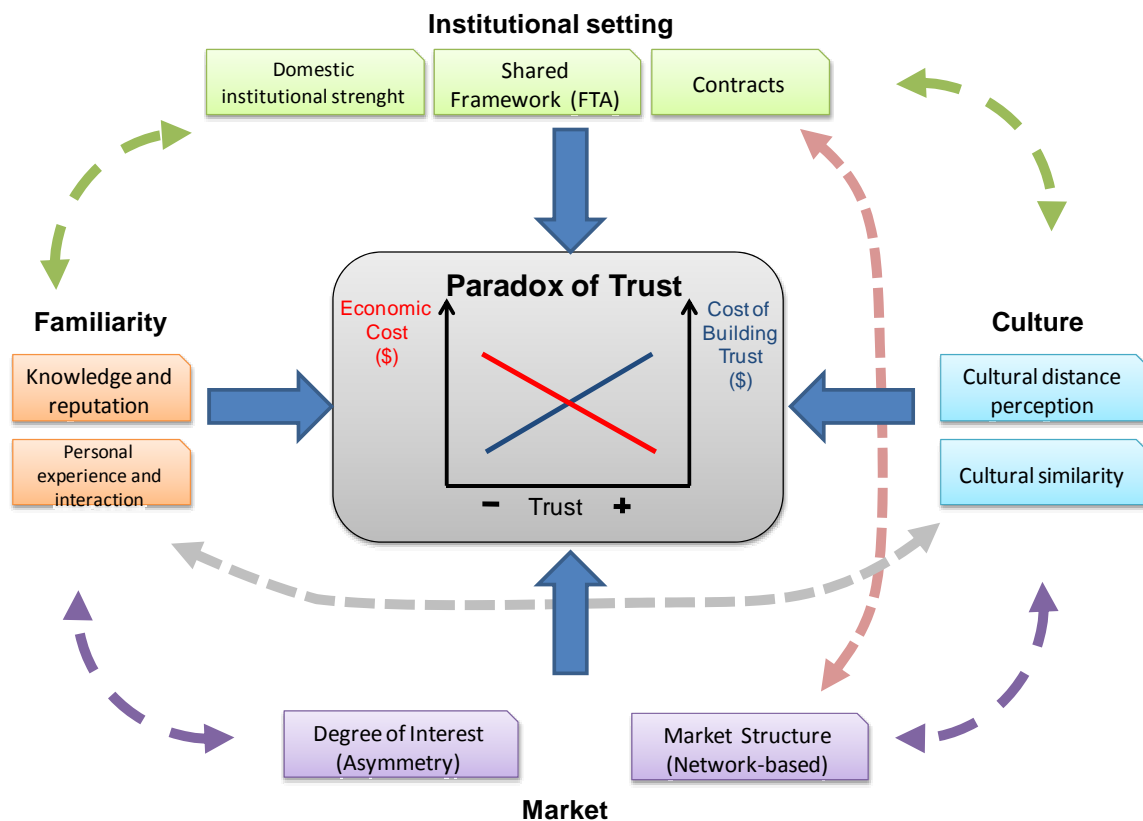 Institutional setting
Domestic
institutional strenght
Shared
Framework (FTA)
Contracts
Paradox of Trust
Economic
Cost
($)
Cost of
Building
Trust
($)
- Trust +
Familiarity
Knowledge and
reputation
Personal
experience and
interaction
Culture
Cultural distance
perception
Cultural similarity
Degree of Interest
(Asymmetry)
Market Structure
(Network-based)
Market